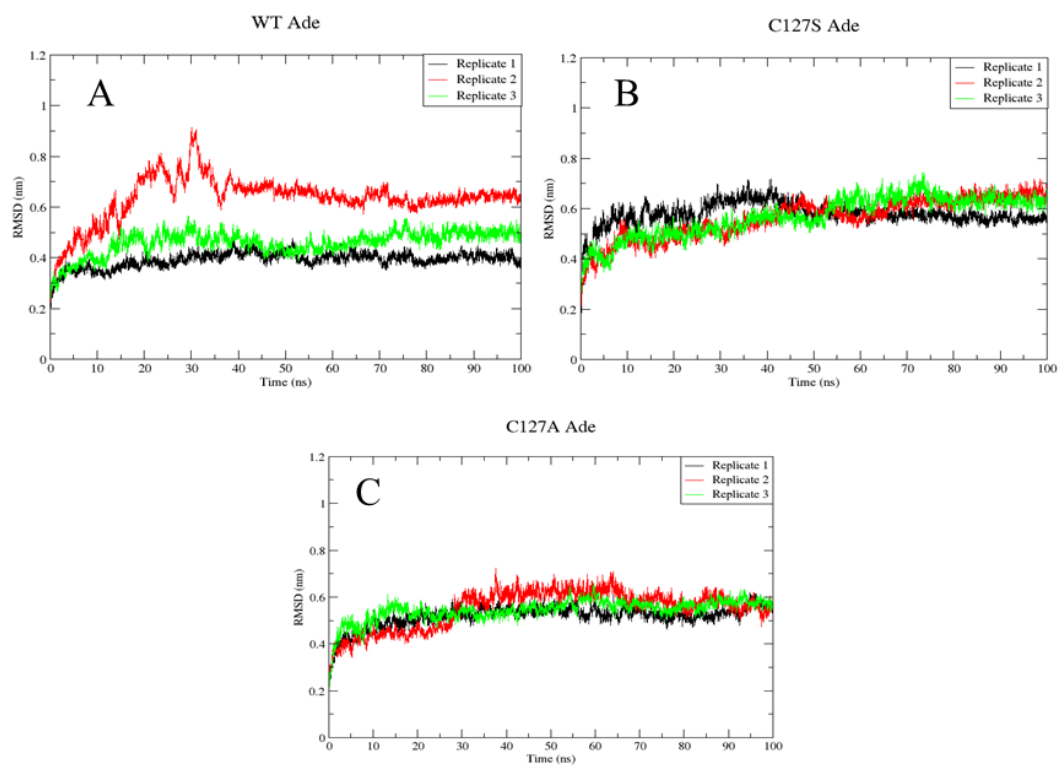 WT Ade
A
Replicate 1
Replicate 2
Replicate 3
1.2
1
0.8
0.6
0.4
0.2
0
RMSD (nm)
0 10 20 30 40 50 60 70 80 90 100
Time (ns)
C127S Ade
B
Replicate 1
Replicate 2
Replicate 3
1.2
1
0.8
0.6
0.4
0.2
0
RMSD (nm)
0 10 20 30 40 50 60 70 80 90 100
Time (ns)
C127A Ade
C
Replicate 1
Replicate 2
Replicate 3
1.2
1
0.8
0.6
0.4
0.2
0
RMSD (nm)
0 10 20 30 40 50 60 70 80 90 100
Time (ns)